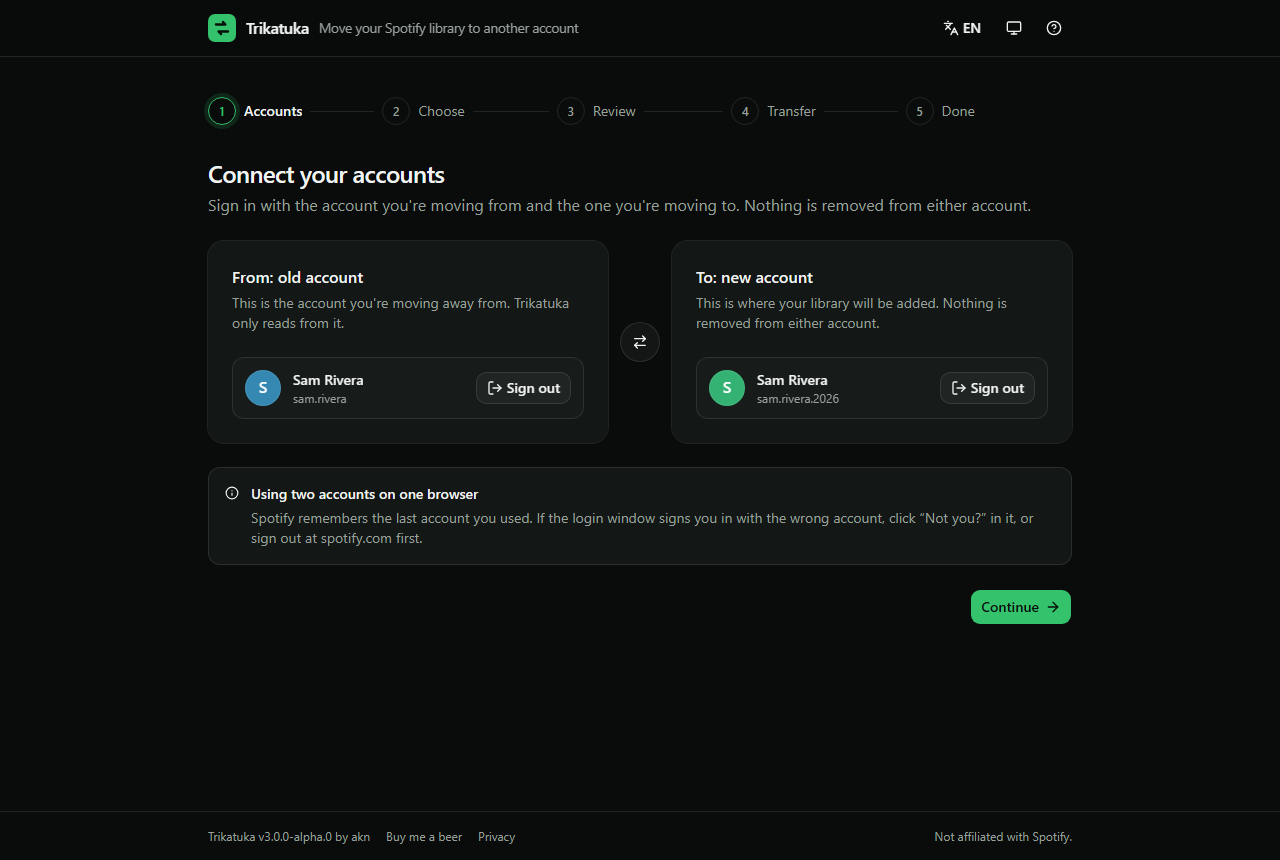 Trikatuka Move your Spotify library to another account
EN
1 Accounts
2 Choose
3 Review
4 Transfer
5 Done
Connect your accounts
Sign in with the account you're moving from and the one you're moving to. Nothing is removed from either account.
From: old account
This is the account you're moving away from. Trikatuka
only reads from it.
S
Sam Rivera
sam.rivera
Sign out
To: new account
This is where your library will be added. Nothing is
removed from either account.
S
Sam Rivera
sam.rivera.2026
Sign out
Using two accounts on one browser
Spotify remembers the last account you used. If the login window signs you in with the wrong account, click “Not you?” in it, or
sign out at spotify.com first.
Continue
Trikatuka v3.0.0-alpha.0 by akn
Buy me a beer
Privacy
Not affiliated with Spotify.